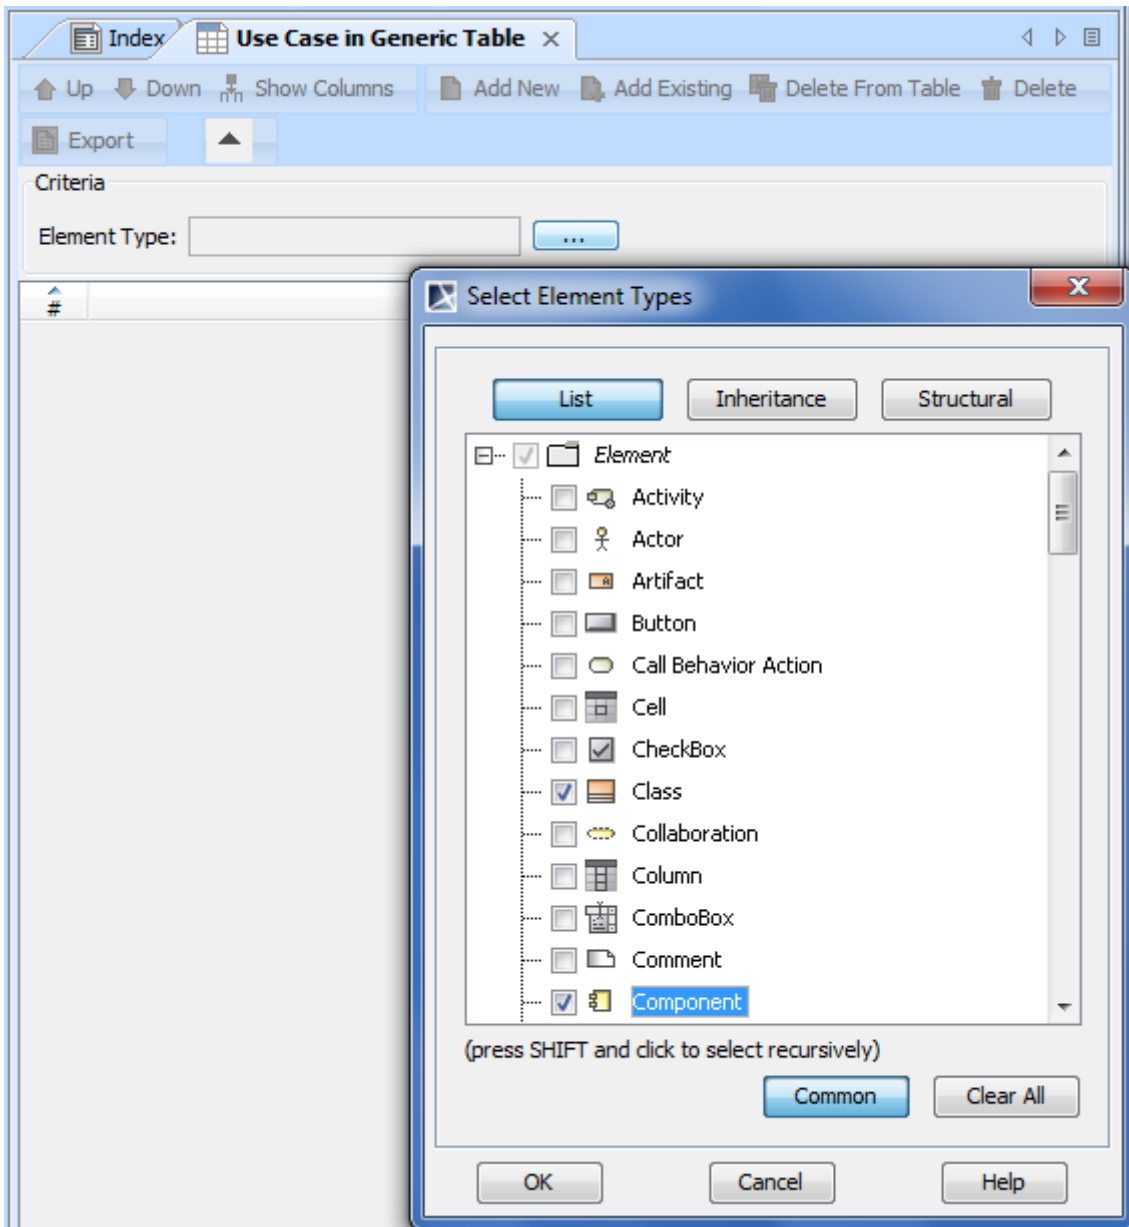 Index
Use Case in Generic Table
Up Down Show Columns Add New Add Existing Delete From Table Delete
Export
Criteria
Element Type: ...
#
Select Element Types
List Inheritance Structural
Element
Activity
Actor
Artifact
Button
Call Behavior Action
Cell
CheckBox
Class
Collaboration
Column
ComboBox
Comment
Component
(press SHIFT and click to select recursively)
Common Clear All
OK Cancel Help